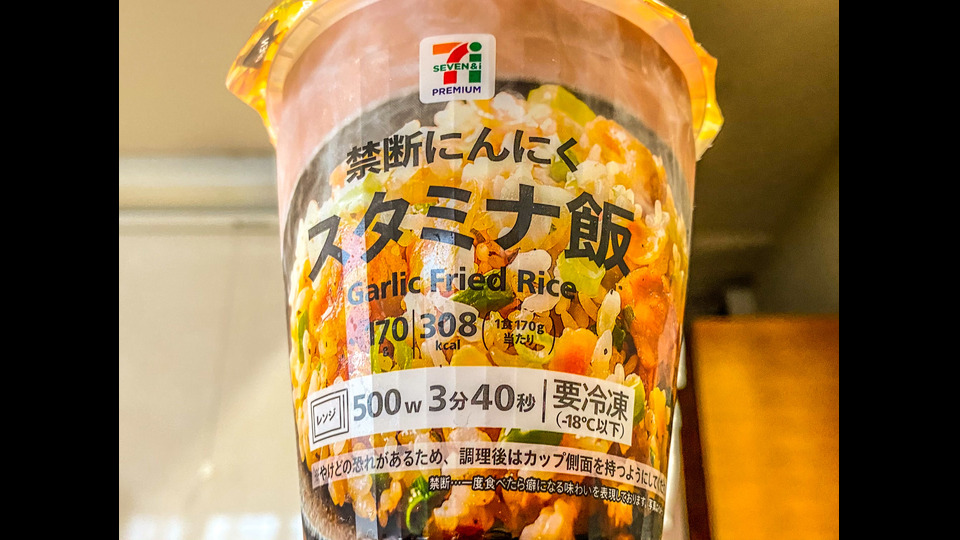 SEVEN&i
PREMIUM
禁断にんにく
スタミナ飯
Garlic Fried Rice
170g 308kcal (1食170g当たり)
レンジ 500w 3分40秒 要冷凍(-18℃以下)
やけどの恐れがあるため、調理後はカップ側面を持つようにして
禁断…一度食べたら癖になる味わいを表現しております。写真